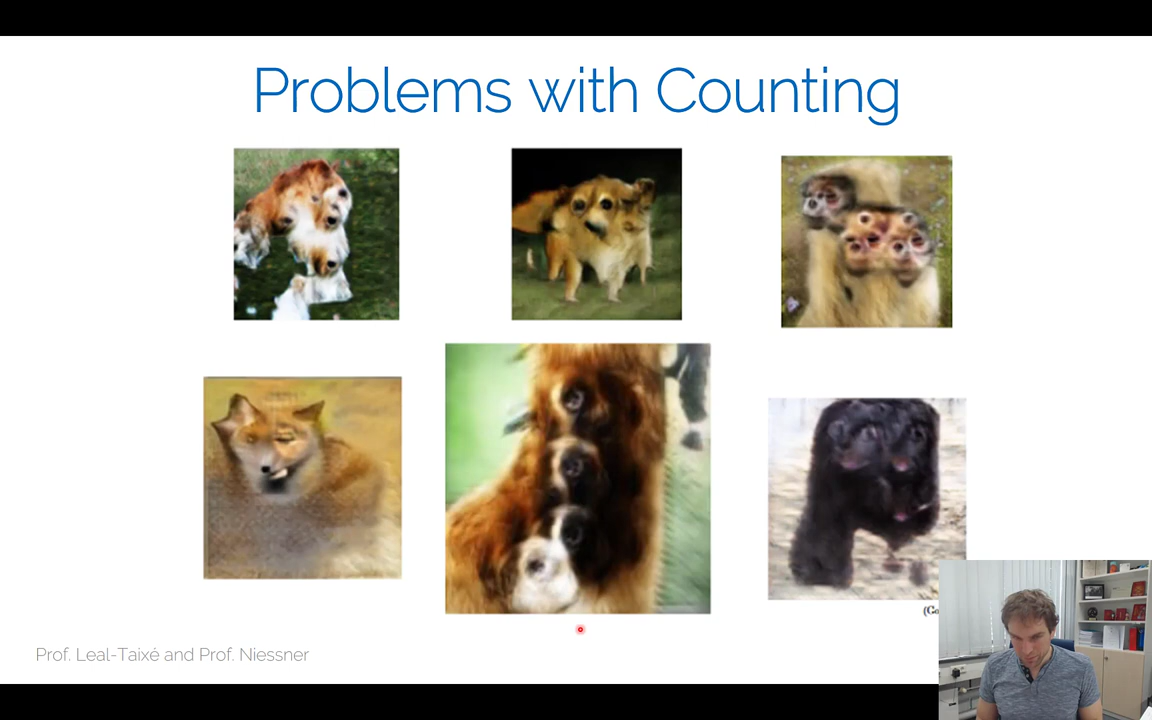 Problems with Counting
Prof. Leal-Taixé and Prof. Niessner